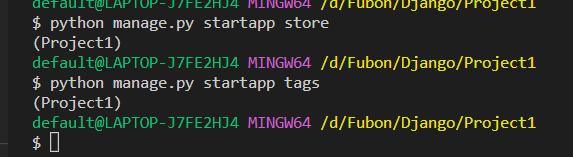 default@LAPTOP-J7FE2HJ4 MINGW64 /d/Fubon/Django/Project1
$ python manage.py startapp store
(Project1)
default@LAPTOP-J7FE2HJ4 MINGW64 /d/Fubon/Django/Project1
$ python manage.py startapp tags
(Project1)
default@LAPTOP-J7FE2HJ4 MINGW64 /d/Fubon/Django/Project1
$